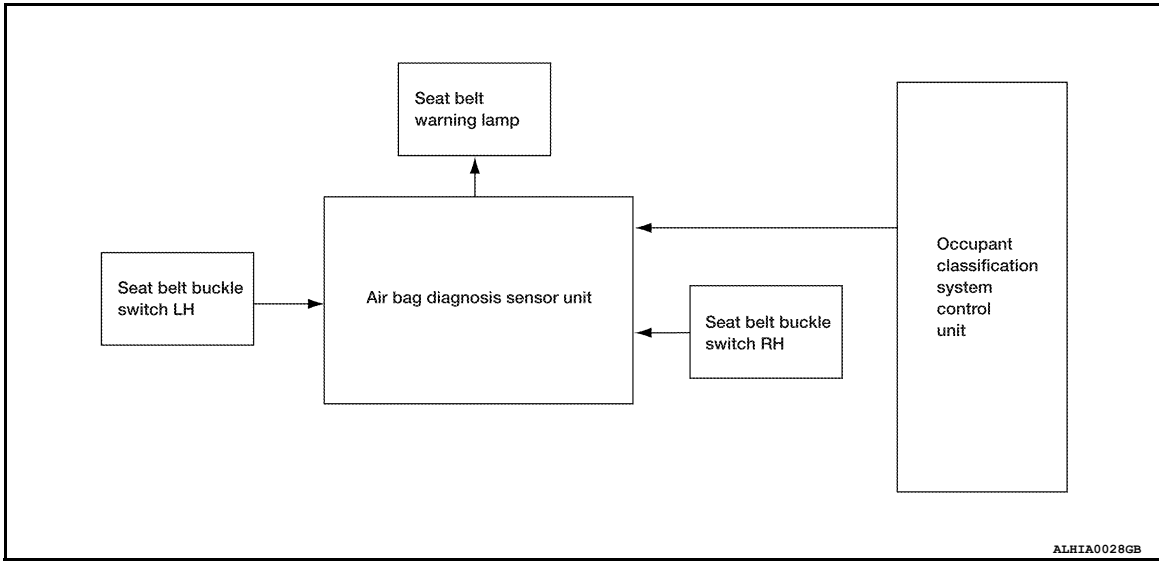 Seat belt
warning lamp
Seat belt buckle
switch LH
Air bag diagnosis sensor unit
Seat belt buckle
switch RH
Occupant
classification
system
control
unit
ALHIA0028GB